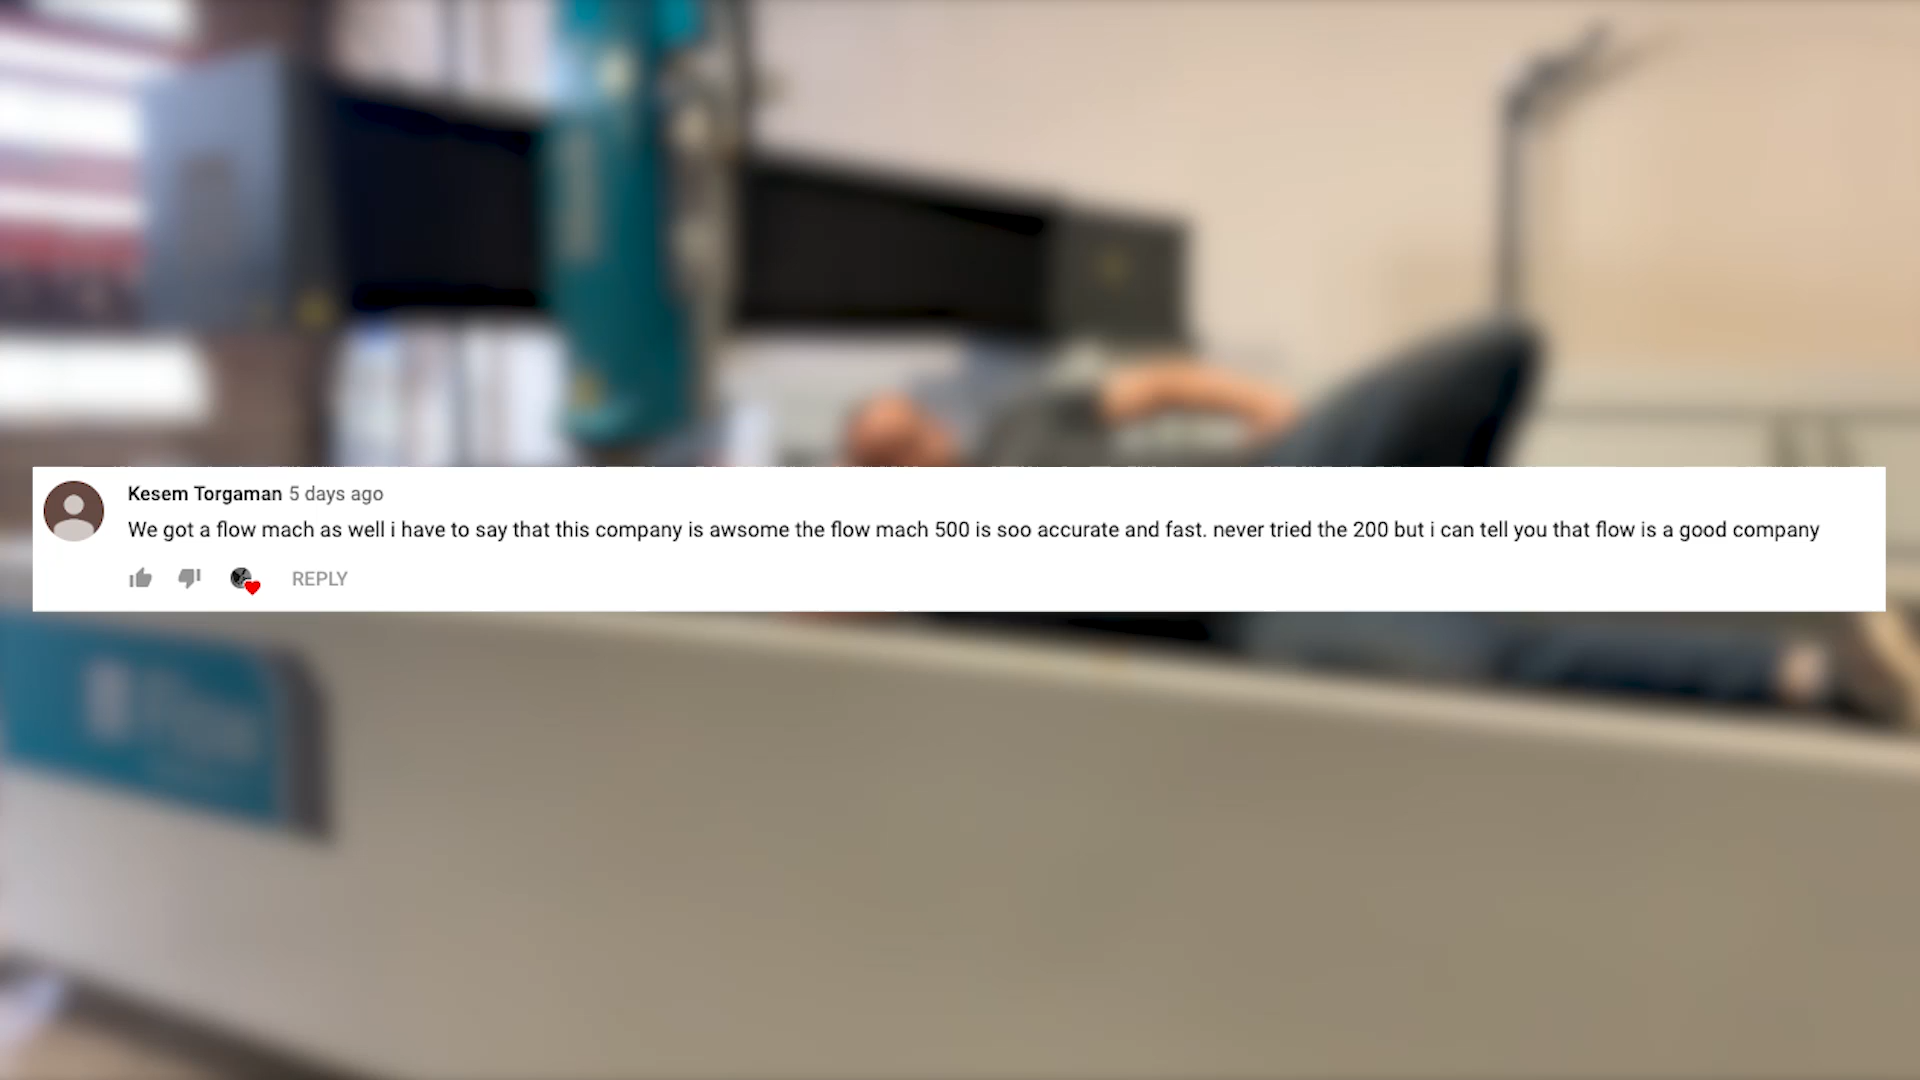 Kesem Torgaman 5 days ago
We got a flow mach as well i have to say that this company is awsome the flow mach 500 is soo accurate and fast. never tried the 200 but i can tell you that flow is a good company
REPLY